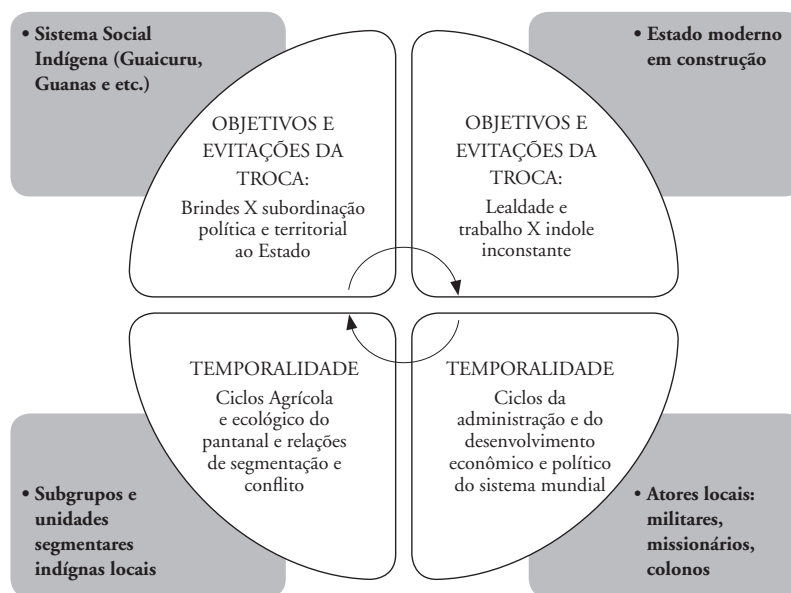 • Sistema Social
Indígena (Guaicuru,
Guanas e etc.)
• Estado moderno
em construção
OBJETIVOS E
EVITAÇÕES DA
TROCA:
Brindes X subordinação
política e territorial
ao Estado
OBJETIVOS E
EVITAÇÕES DA
TROCA:
Lealdade e
trabalho X indole
inconstante
TEMPORALIDADE
Ciclos Agrícola
e ecológico do
pantanal e relações
de segmentação e
conflito
TEMPORALIDADE
Ciclos da
administração e do
desenvolvimento
econômico e político
do sistema mundial
• Subgrupos e
unidades
segmentares
indígnas locais
• Atores locais:
militares,
missionários,
colonos